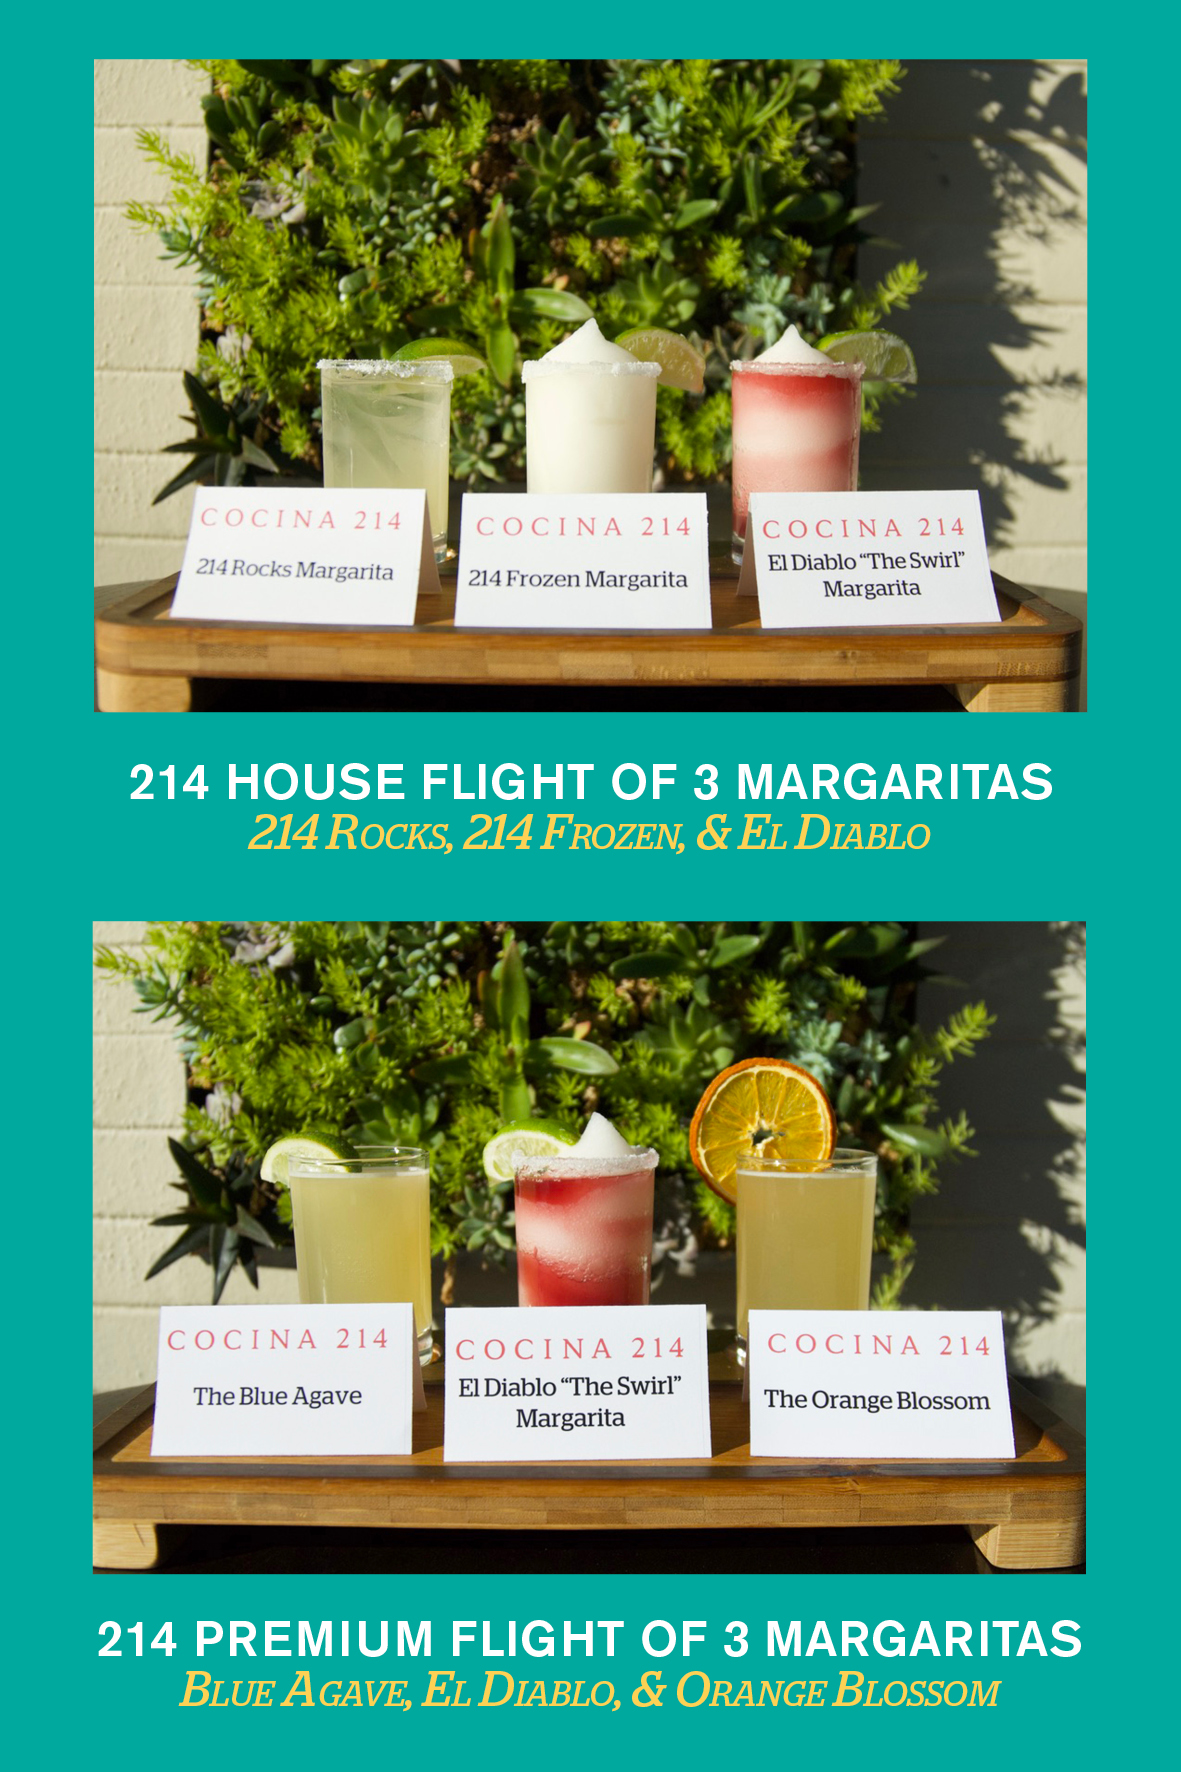 COCINA 214
214 Rocks Margarita
COCINA 214
214 Frozen Margarita
COCINA 214
El Diablo “The Swirl”
Margarita
214 HOUSE FLIGHT OF 3 MARGARITAS
214 ROCKS, 214 FROZEN, & EL DIABLO
COCINA 214
The Blue Agave
COCINA 214
El Diablo “The Swirl”
Margarita
COCINA 214
The Orange Blossom
214 PREMIUM FLIGHT OF 3 MARGARITAS
BLUE AGAVE, EL DIABLO, & ORANGE BLOSSOM